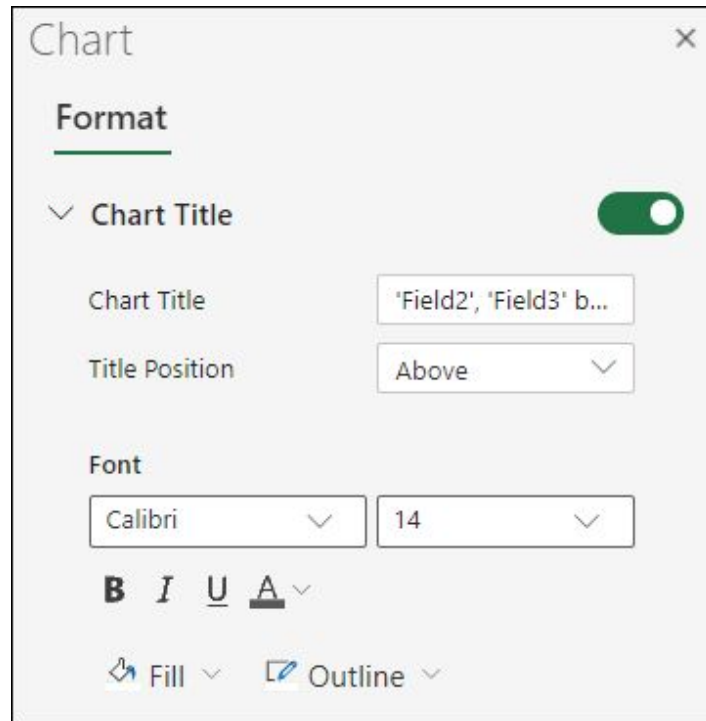 Chart
Format
Chart Title
Chart Title 'Field2', 'Field3' b...
Title Position Above
Font
Calibri 14
B I U A
Fill Outline